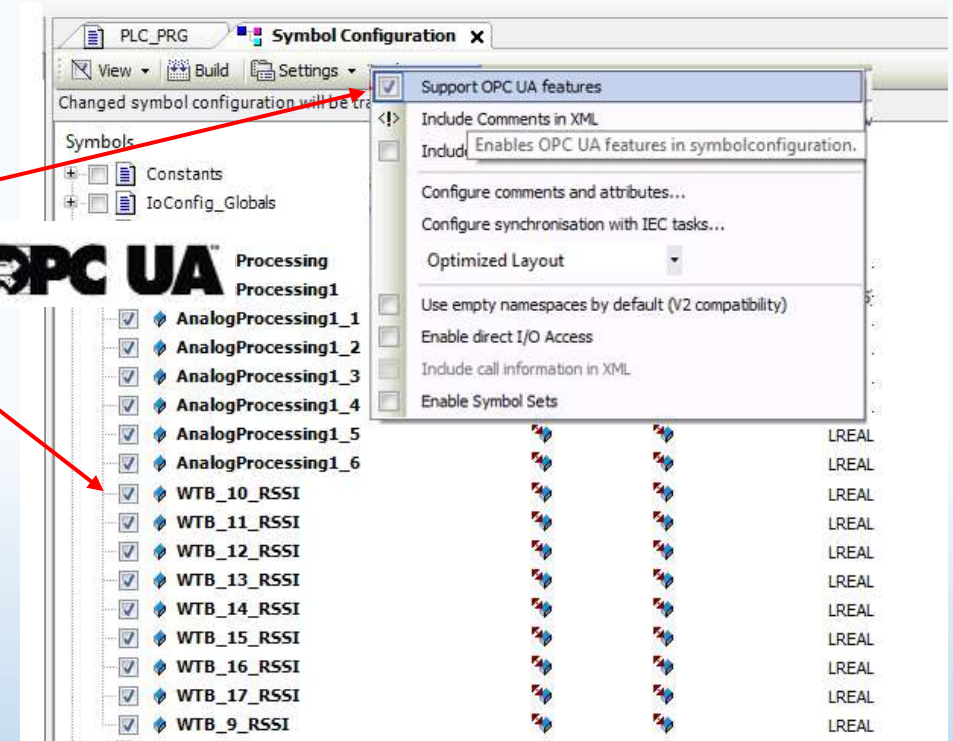 PLC_PRG Symbol Configuration x
View Build Settings
Changed symbol configuration will be tra
Support OPC UA features
<!> Include Comments in XML
Includ
Enables OPC UA features in symbolconfiguration.
Configure comments and attributes...
Configure synchronisation with IEC tasks...
Optimized Layout
Use empty namespaces by default (V2 compatibility)
Enable direct I/O Access
Include call information in XML
Enable Symbol Sets
Symbols
Constants
IoConfig_Globals
OPC UA
Processing
Processing1
AnalogProcessing1_1
AnalogProcessing1_2
AnalogProcessing1_3
AnalogProcessing1_4
AnalogProcessing1_5 LREAL
AnalogProcessing1_6 LREAL
WTB_10_RSSI LREAL
WTB_11_RSSI LREAL
WTB_12_RSSI LREAL
WTB_13_RSSI LREAL
WTB_14_RSSI LREAL
WTB_15_RSSI LREAL
WTB_16_RSSI LREAL
WTB_17_RSSI LREAL
WTB_9_RSSI LREAL